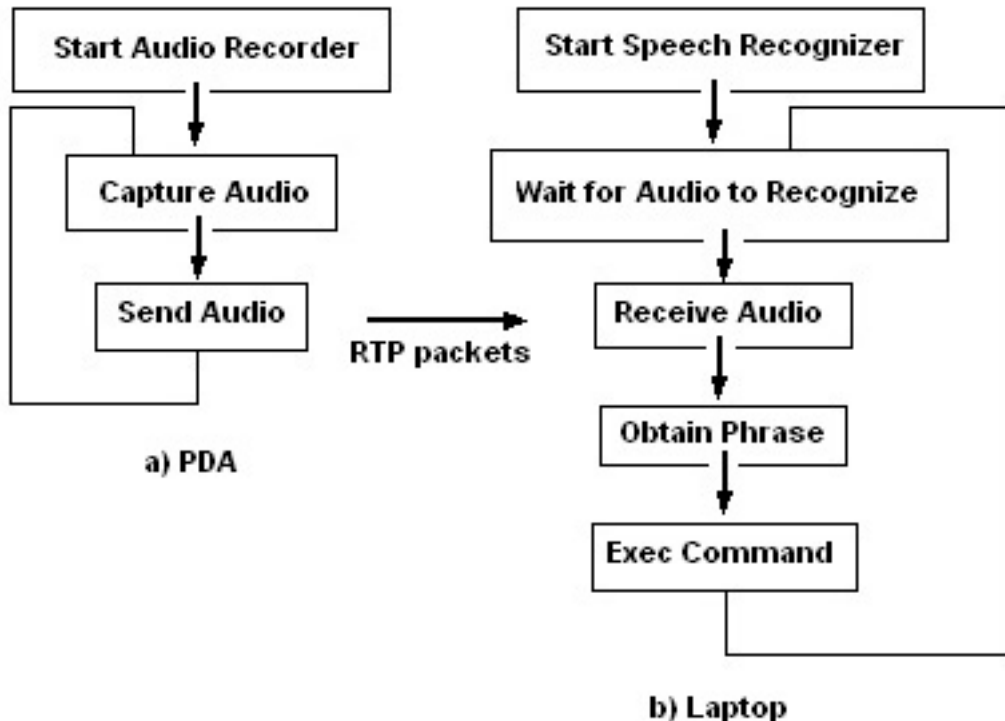 Start Audio Recorder
Capture Audio
Send Audio
RTP packets
a) PDA
Start Speech Recognizer
Wait for Audio to Recognize
Receive Audio
Obtain Phrase
Exec Command
b) Laptop